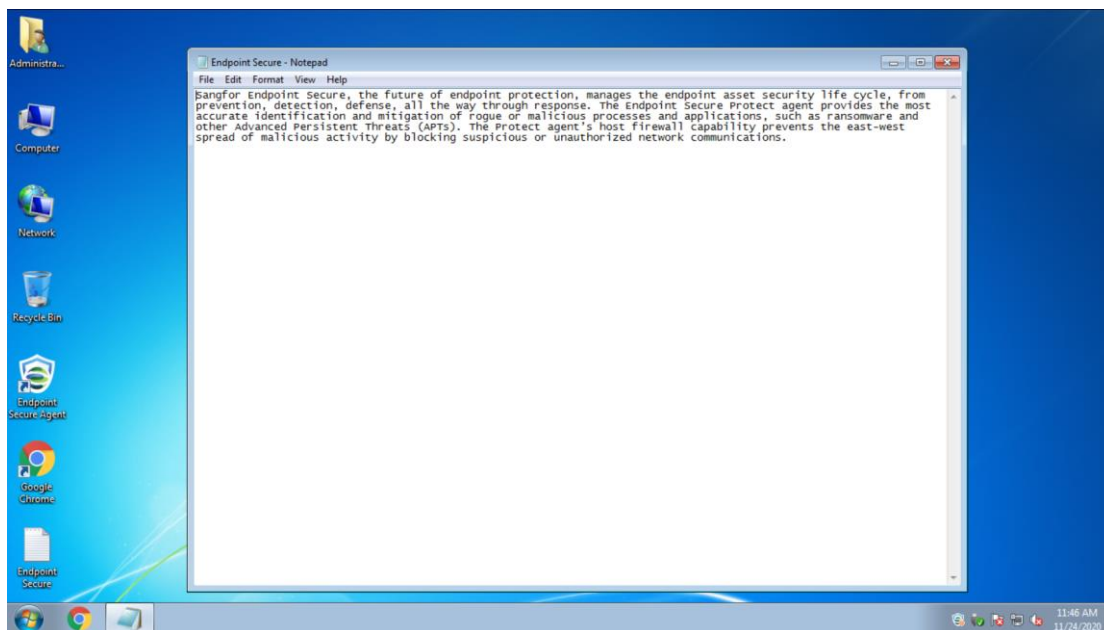 Administra...
Computer
Network
Recycle Bin
Endpoint
Secure Agent
Google
Chrome
Endpoint
Secure
Endpoint Secure - Notepad
File Edit Format View Help
Sangfor Endpoint Secure, the future of endpoint protection, manages the endpoint asset security life cycle, from
prevention, detection, defense, all the way through response. The Endpoint Secure Protect agent provides the most
accurate identification and mitigation of rogue or malicious processes and applications, such as ransomware and
other Advanced Persistent Threats (APTs). The Protect agent's host firewall capability prevents the east-west
spread of malicious activity by blocking suspicious or unauthorized network communications.
11:46 AM
11/24/2020